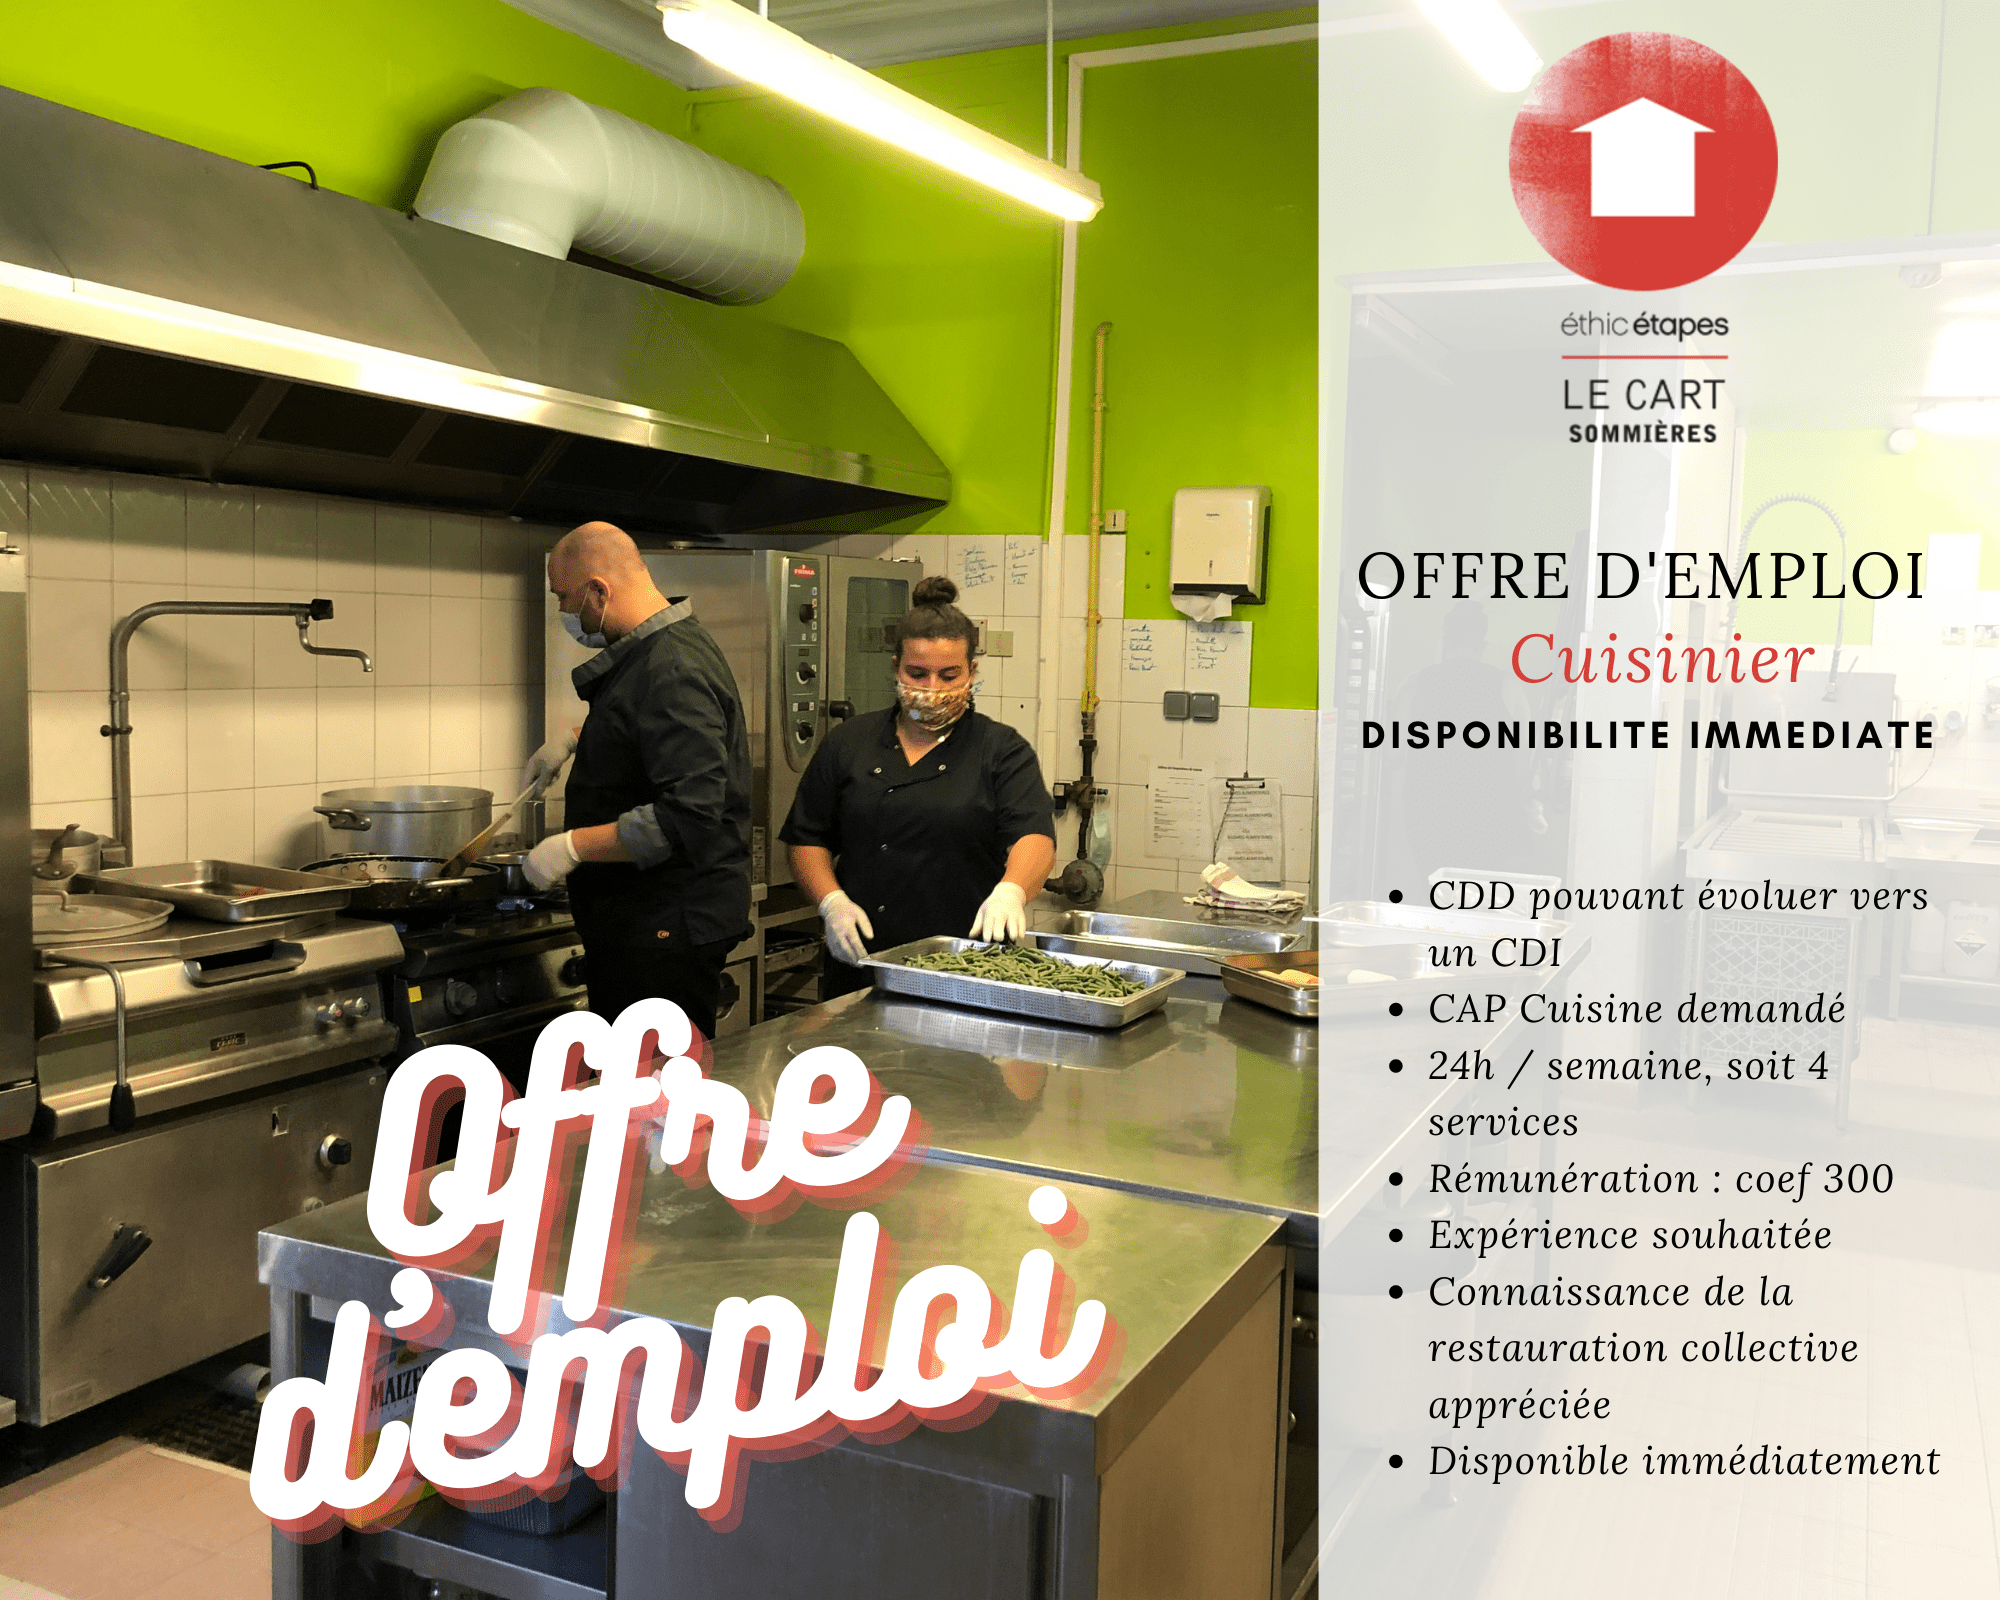 éthic étapes
LE CART
SOMMIÈRES
OFFRE D'EMPLOI
Cuisinier
DISPONIBILITE IMMEDIATE
• CDD pouvant évoluer vers
un CDI
• CAP Cuisine demandé
• 24h / semaine, soit 4
services
• Rémunération : coef 300
• Expérience souhaitée
• Connaissance de la
restauration collective
appréciée
• Disponible immédiatement
Offre
d'emploi
FRIMA